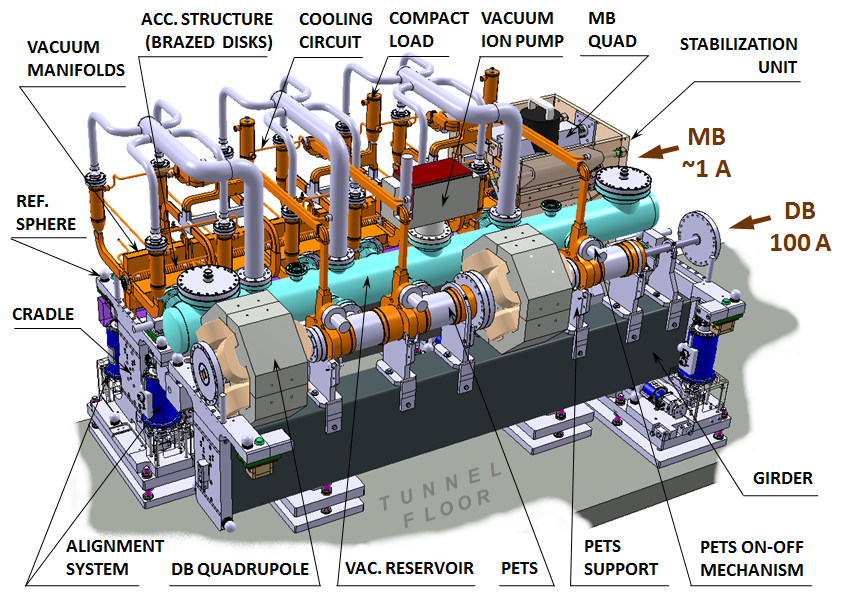 ACC. STRUCTURE
(BRAZED DISKS)
COOLING
CIRCUIT
COMPACT
LOAD
VACUUM
ION PUMP
MB
QUAD
STABILIZATION
UNIT
VACUUM
MANIFOLDS
MB
~1 A
REF.
SPHERE
DB
100 A
CRADLE
TUNNEL
FLOOR
GIRDER
ALIGNMENT
SYSTEM
DB QUADRUPOLE
VAC. RESERVOIR
PETS
PETS
SUPPORT
PETS ON-OFF
MECHANISM